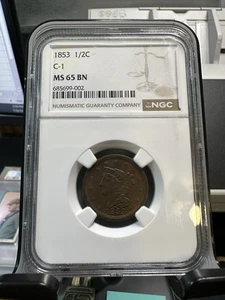 1853 1/2C
C-1
MS 65 BN
685699-002
NUMISMATIC GUARANTY COMPANY
NGC